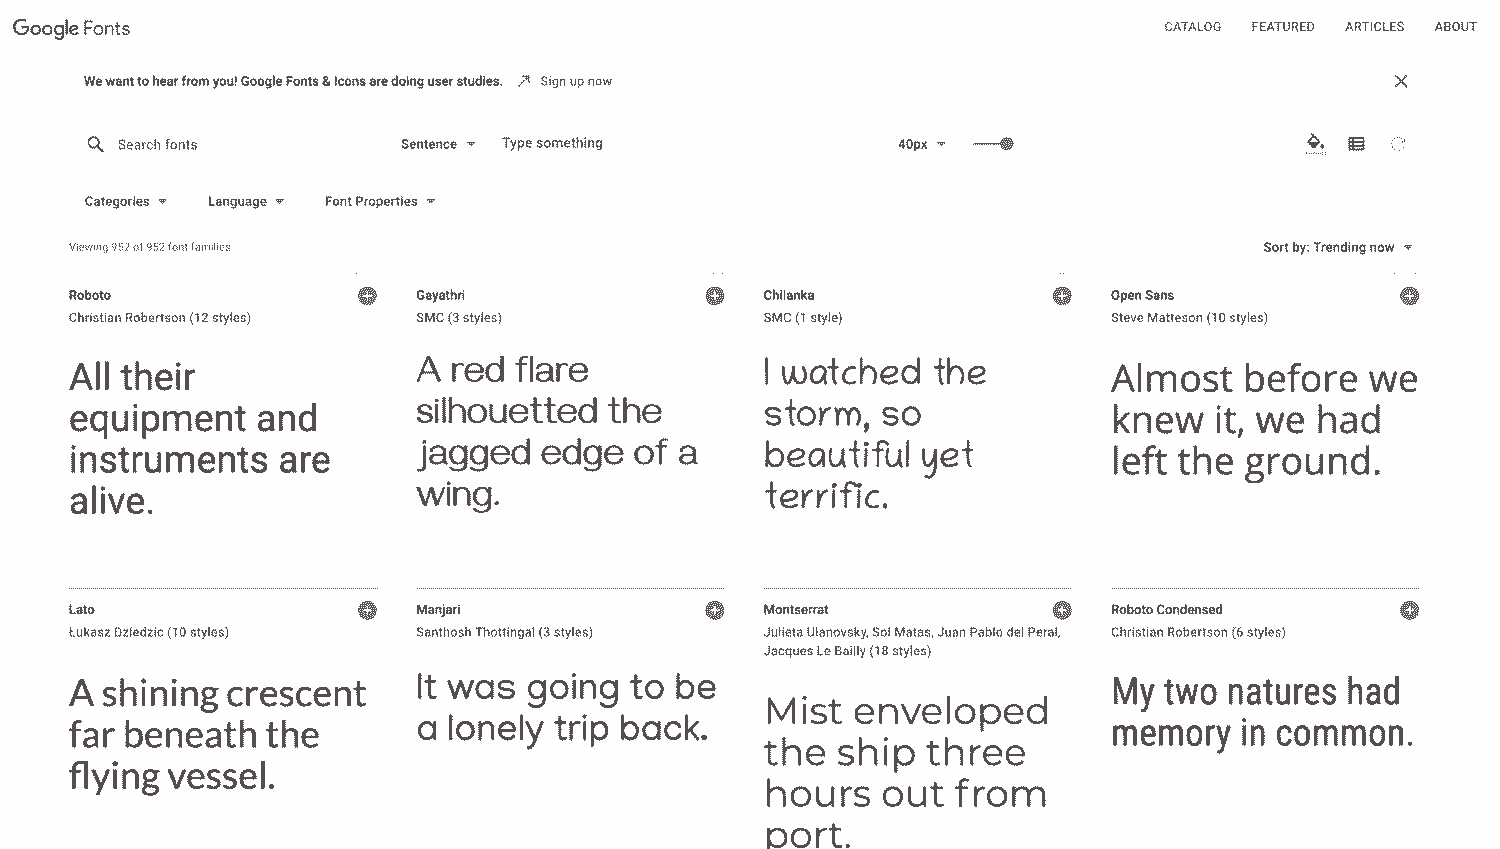 Google Fonts
CATALOG FEATURED ARTICLES ABOUT
We want to hear from you! Google Fonts & Icons are doing user studies. Sign up now
Search fonts Sentence Type something 40px
Categories Language Font Properties
Viewing 952 of 952 font families Sort by: Trending now
Roboto
Christian Robertson (12 styles)
All their
equipment and
instruments are
alive.
Gayathri
SMC (3 styles)
A red flare
silhouetted the
jagged edge of a
wing.
Chilanka
SMC (1 style)
I watched the
storm, so
beautiful yet
terrific.
Open Sans
Steve Matteson (10 styles)
Almost before we
knew it, we had
left the ground.
Lato
Łukasz Dziedzic (10 styles)
A shining crescent
far beneath the
flying vessel.
Manjari
Santhosh Thottingal (3 styles)
It was going to be
a lonely trip back.
Montserrat
Julieta Ulanovsky, Sol Matas, Juan Pablo del Peral,
Jacques Le Bailly (18 styles)
Mist enveloped
the ship three
hours out from
port.
Roboto Condensed
Christian Robertson (6 styles)
My two natures had
memory in common.